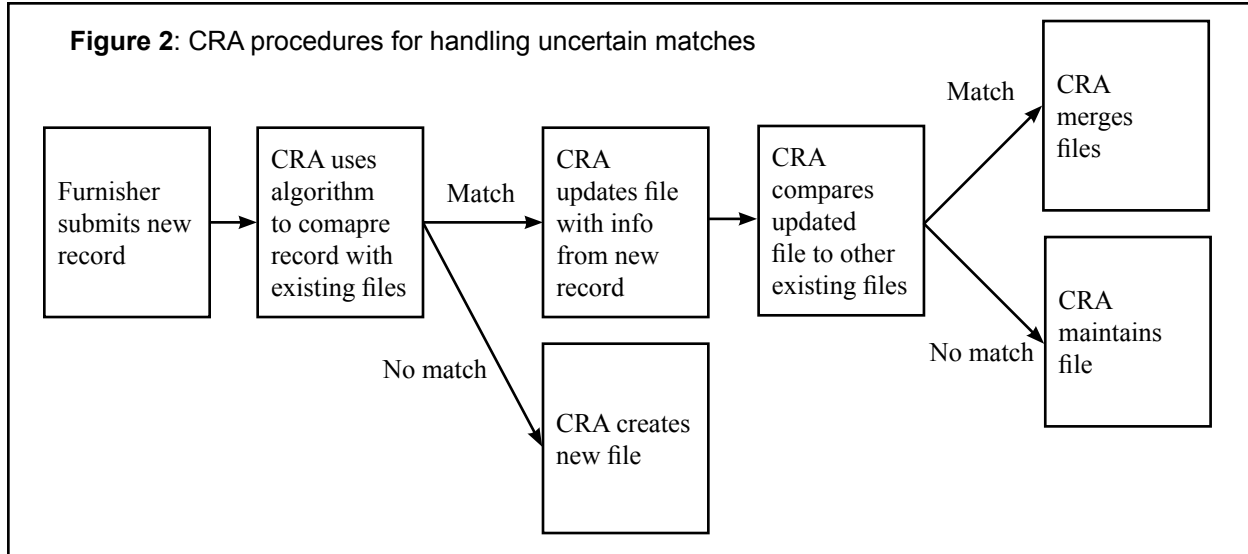 Figure 2: CRA procedures for handling uncertain matches
Furnisher
submits new
record
CRA uses
algorithm
to comapre
record with
existing files
Match
No match
CRA
updates file
with info
from new
record
CRA creates
new file
CRA
compares
updated
file to other
existing files
Match
No match
CRA
merges
files
CRA
maintains
file